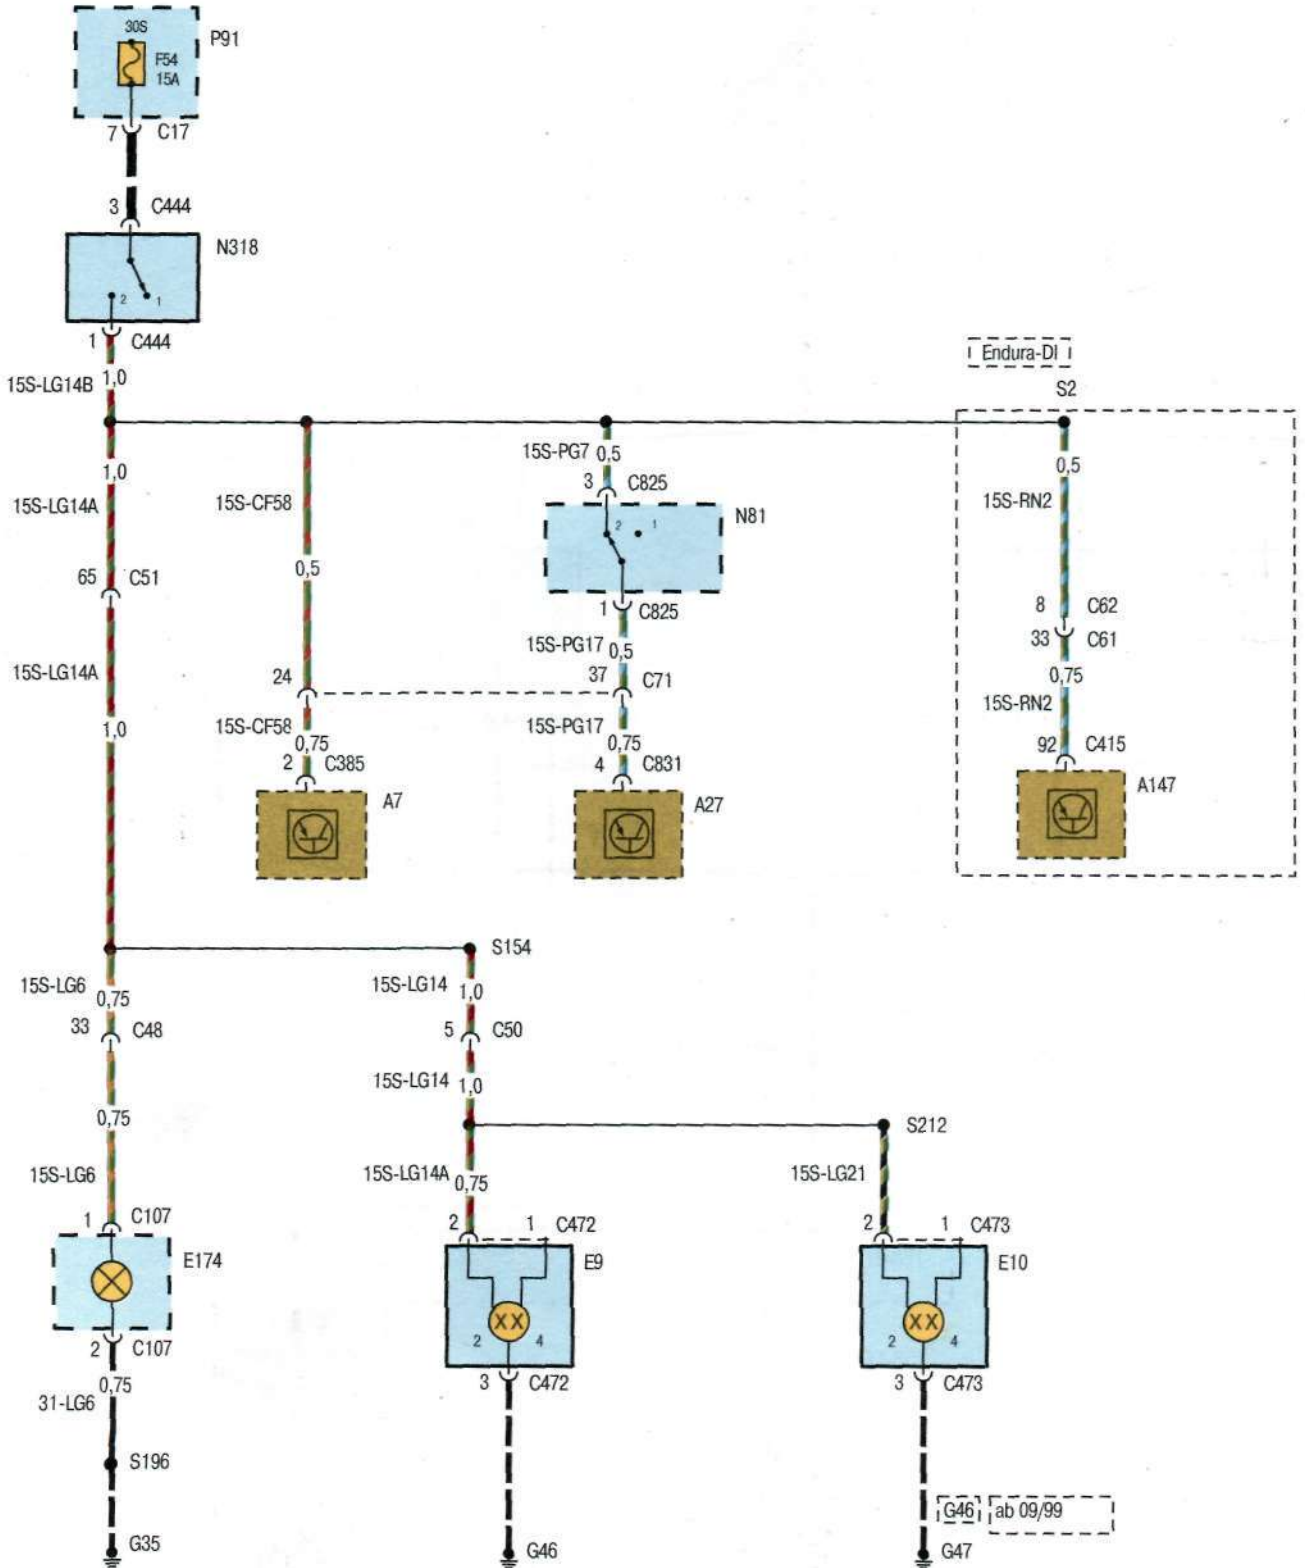 30S
P91
F54
15A
7 C17
3 C444
N318
2 1
1 C444
15S-LG14B 1,0
Endura-DI
S2
1,0
15S-LG14A
15S-CF58
0,5
15S-PG7 0,5
3 C825
N81
2 1
1 C825
0,5
15S-RN2
65 C51
8 C62
33 C61
15S-LG14A
15S-PG17 0,5
24
37 C71
0,75
15S-RN2
1,0
15S-CF58
0,75
2 C385
A7
15S-PG17
0,75
4 C831
A27
92 C415
A147
S154
15S-LG6
0,75
33 C48
15S-LG14 1,0
5 C50
15S-LG14 1,0
0,75
15S-LG6
S212
15S-LG14A 0,75
15S-LG21
1 C107
E174
2 1 C472
E9
2 1 C473
E10
XX
2 4
XX
2 4
2 C107
0,75
31-LG6
3 C472
3 C473
S196
G35
G46
G46 ab 09/99
G47